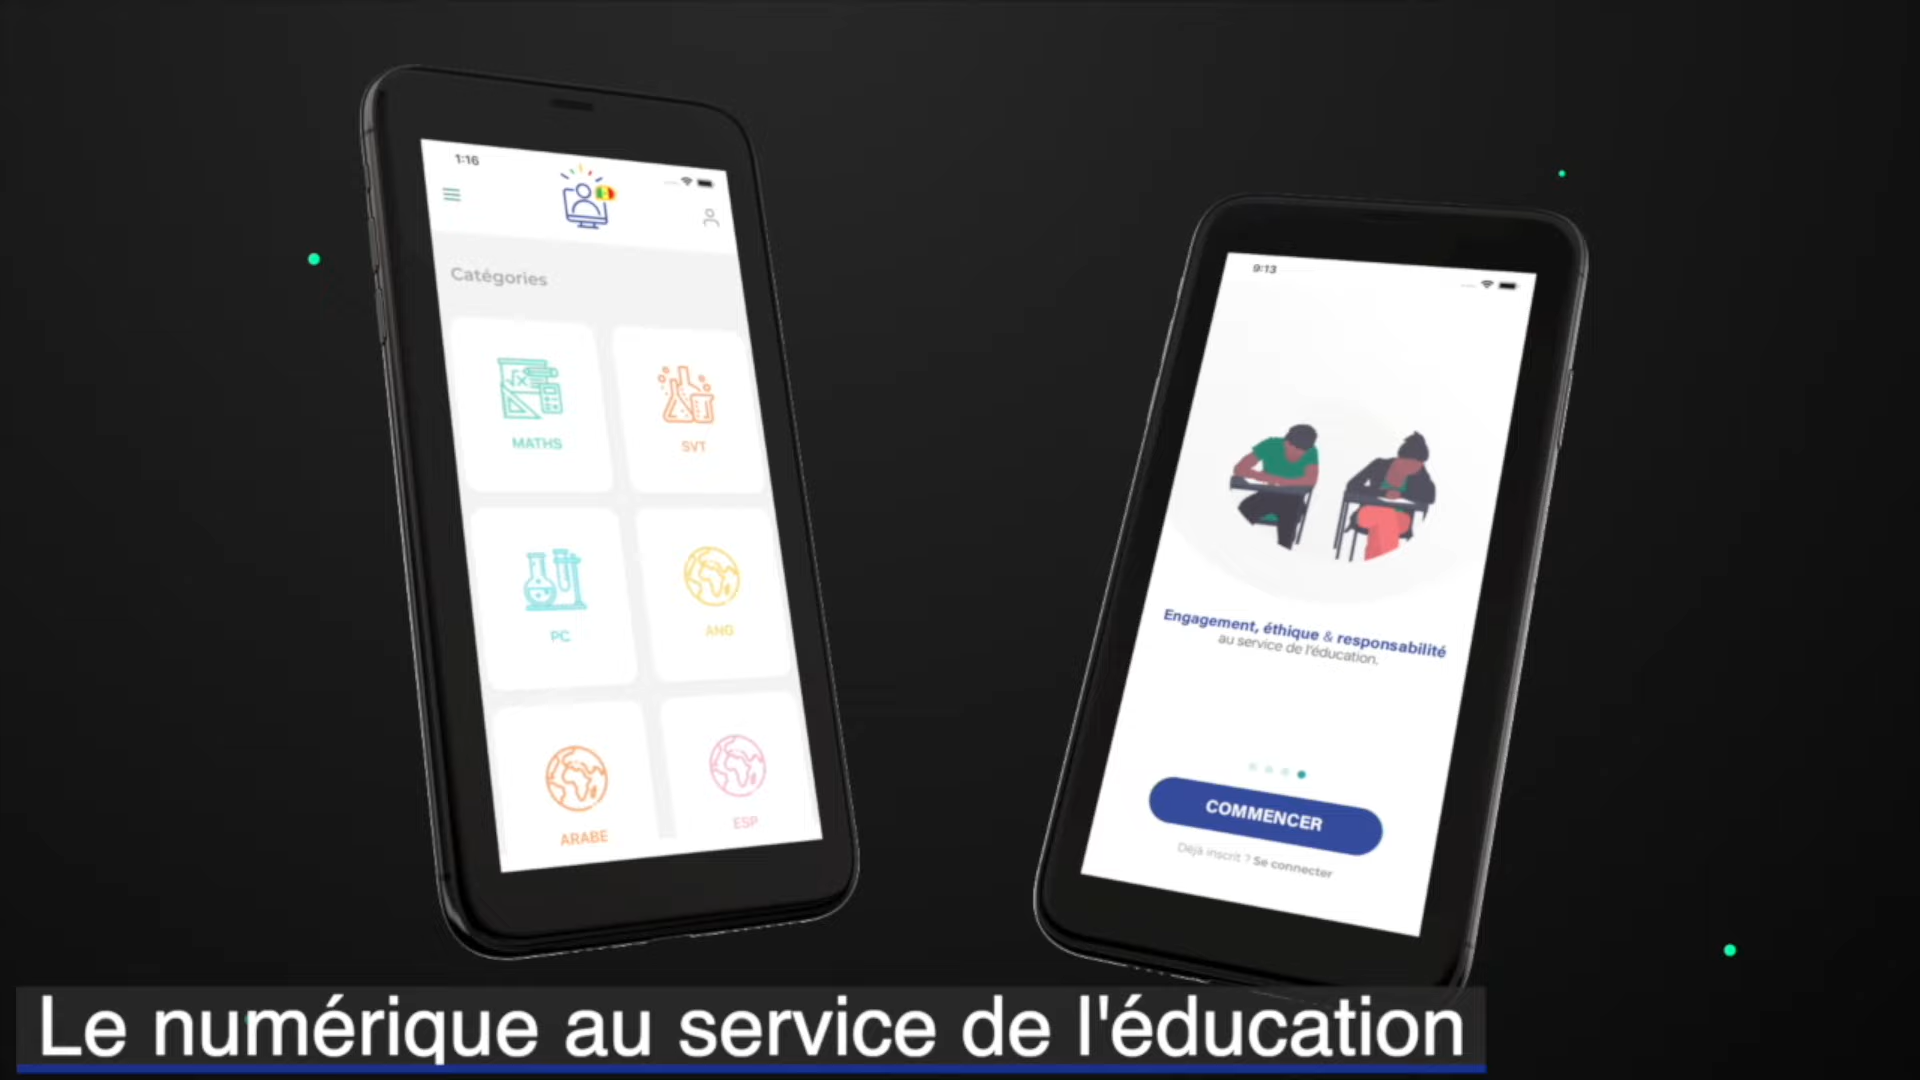 1:16
Catégories
MATHS
SVT
PC
ANG
ARABE
ESP
9:13
Engagement, éthique & responsabilité
au service de l'éducation.
COMMENCER
Déjà inscrit ? Se connecter
Le numérique au service de l'éducation